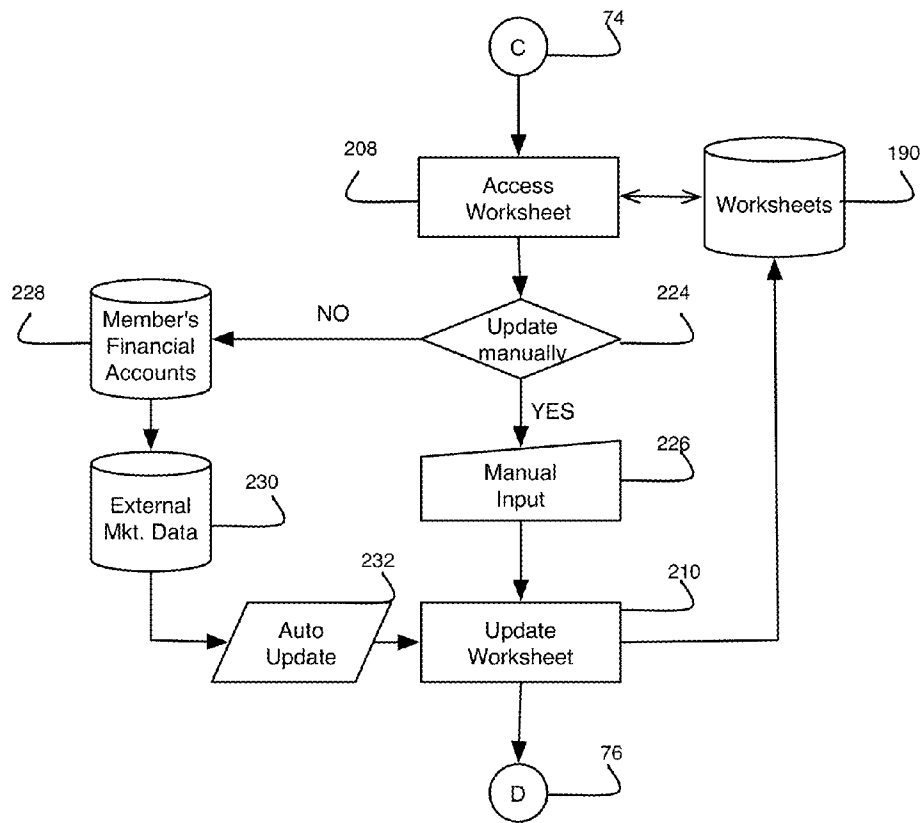 74
C
208
Access
Worksheet
190
Worksheets
228
Member's
Financial
Accounts
NO
Update
manually
224
YES
226
Manual
Input
230
External
Mkt. Data
232
Auto
Update
210
Update
Worksheet
76
D